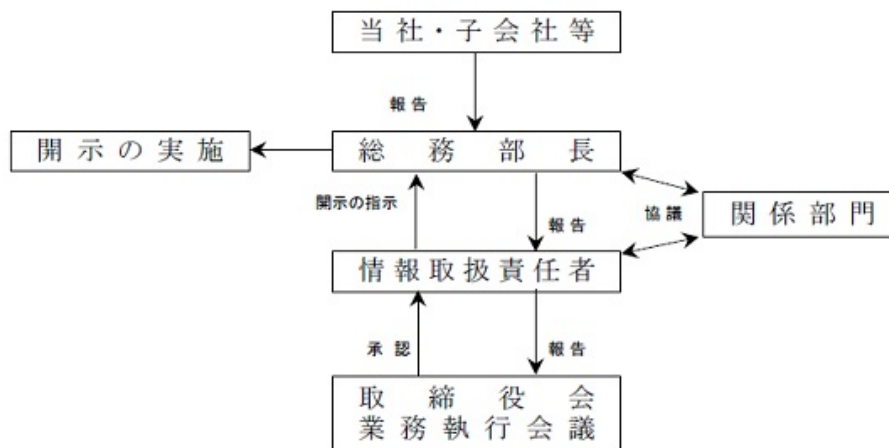 当社・子会社等
報告
開示の実施
総務部長
開示の指示
報告
協議
関係部門
情報取扱責任者
承認
報告
取締役会
業務執行会議